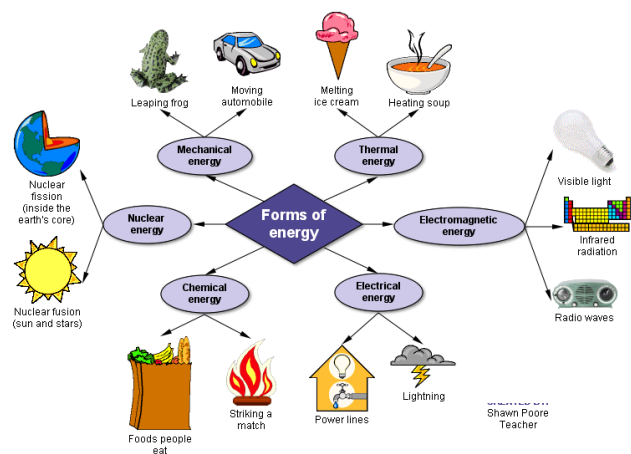 Leaping frog
Moving
automobile
Melting
ice cream
Heating soup
Mechanical
energy
Thermal
energy
Nuclear
fission
(inside the
earth's core)
Visible light
Nuclear
energy
Forms of
energy
Electromagnetic
energy
Infrared
radiation
Nuclear fusion
(sun and stars)
Chemical
energy
Electrical
energy
Radio waves
Foods people
eat
Striking a
match
Power lines
Lightning
Shawn Poore
Teacher